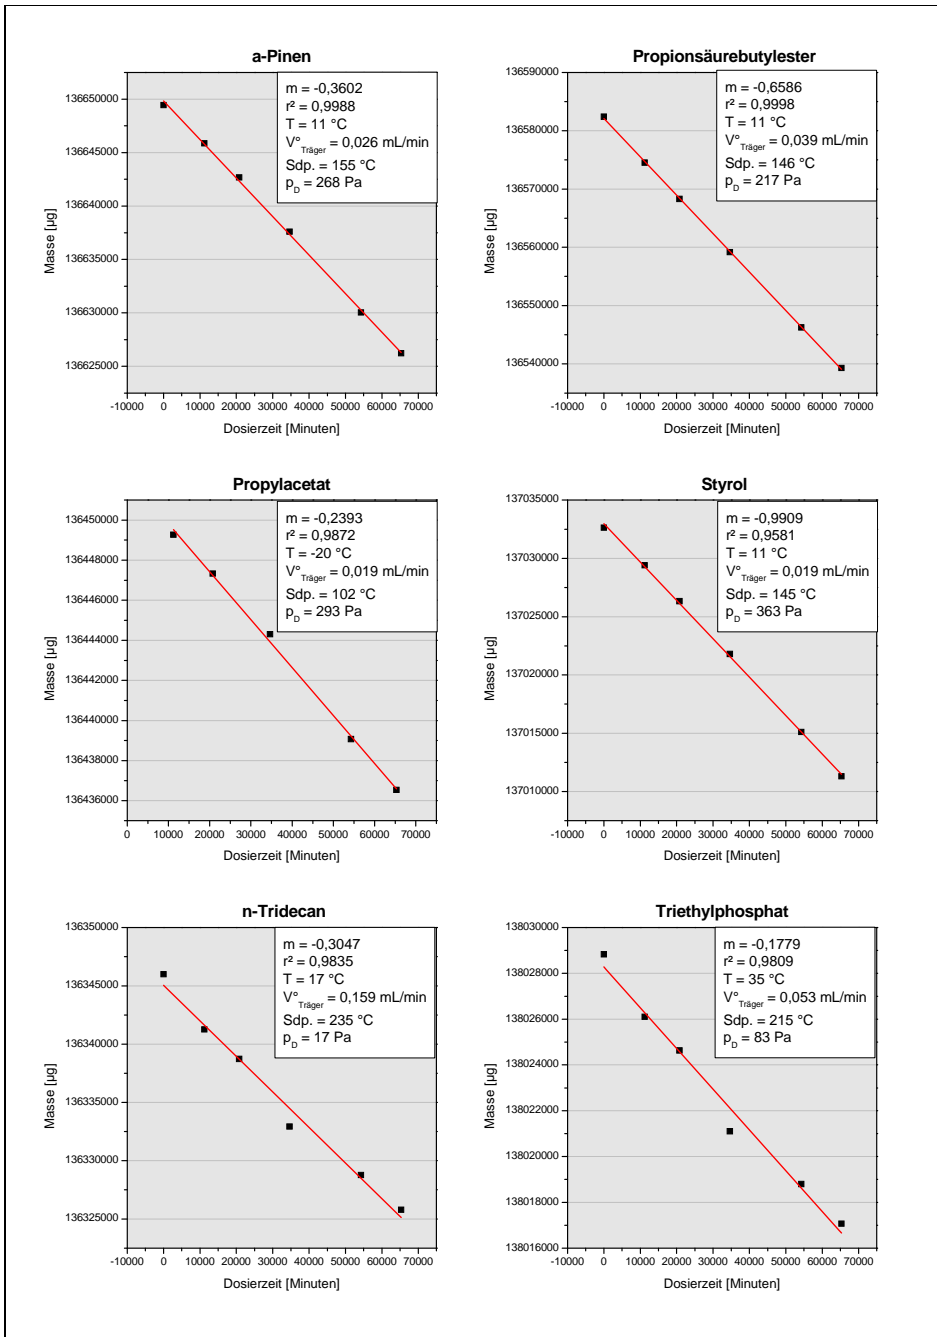 a-Pinen
m = -0,3602
r² = 0,9988
T = 11 °C
V°Träger = 0,026 mL/min
Sdp. = 155 °C
pD = 268 Pa
136650000
136645000
136640000
136635000
136630000
136625000
Masse [µg]
-10000 0 10000 20000 30000 40000 50000 60000 70000
Dosierzeit [Minuten]
Propionsäurebutylester
m = -0,6586
r² = 0,9998
T = 11 °C
V°Träger = 0,039 mL/min
Sdp. = 146 °C
pD = 217 Pa
136590000
136580000
136570000
136560000
136550000
136540000
Masse [µg]
-10000 0 10000 20000 30000 40000 50000 60000 70000
Dosierzeit [Minuten]
Propylacetat
m = -0,2393
r² = 0,9872
T = -20 °C
V°Träger = 0,019 mL/min
Sdp. = 102 °C
pD = 293 Pa
136450000
136448000
136446000
136444000
136442000
136440000
136438000
136436000
Masse [µg]
0 10000 20000 30000 40000 50000 60000 70000
Dosierzeit [Minuten]
Styrol
m = -0,9909
r² = 0,9581
T = 11 °C
V°Träger = 0,019 mL/min
Sdp. = 145 °C
pD = 363 Pa
137035000
137030000
137025000
137020000
137015000
137010000
Masse [µg]
-10000 0 10000 20000 30000 40000 50000 60000 70000
Dosierzeit [Minuten]
n-Tridecan
m = -0,3047
r² = 0,9835
T = 17 °C
V°Träger = 0,159 mL/min
Sdp. = 235 °C
pD = 17 Pa
136350000
136345000
136340000
136335000
136330000
136325000
Masse [µg]
-10000 0 10000 20000 30000 40000 50000 60000 70000
Dosierzeit [Minuten]
Triethylphosphat
m = -0,1779
r² = 0,9809
T = 35 °C
V°Träger = 0,053 mL/min
Sdp. = 215 °C
pD = 83 Pa
138030000
138028000
138026000
138024000
138022000
138020000
138018000
138016000
Masse [µg]
-10000 0 10000 20000 30000 40000 50000 60000 70000
Dosierzeit [Minuten]